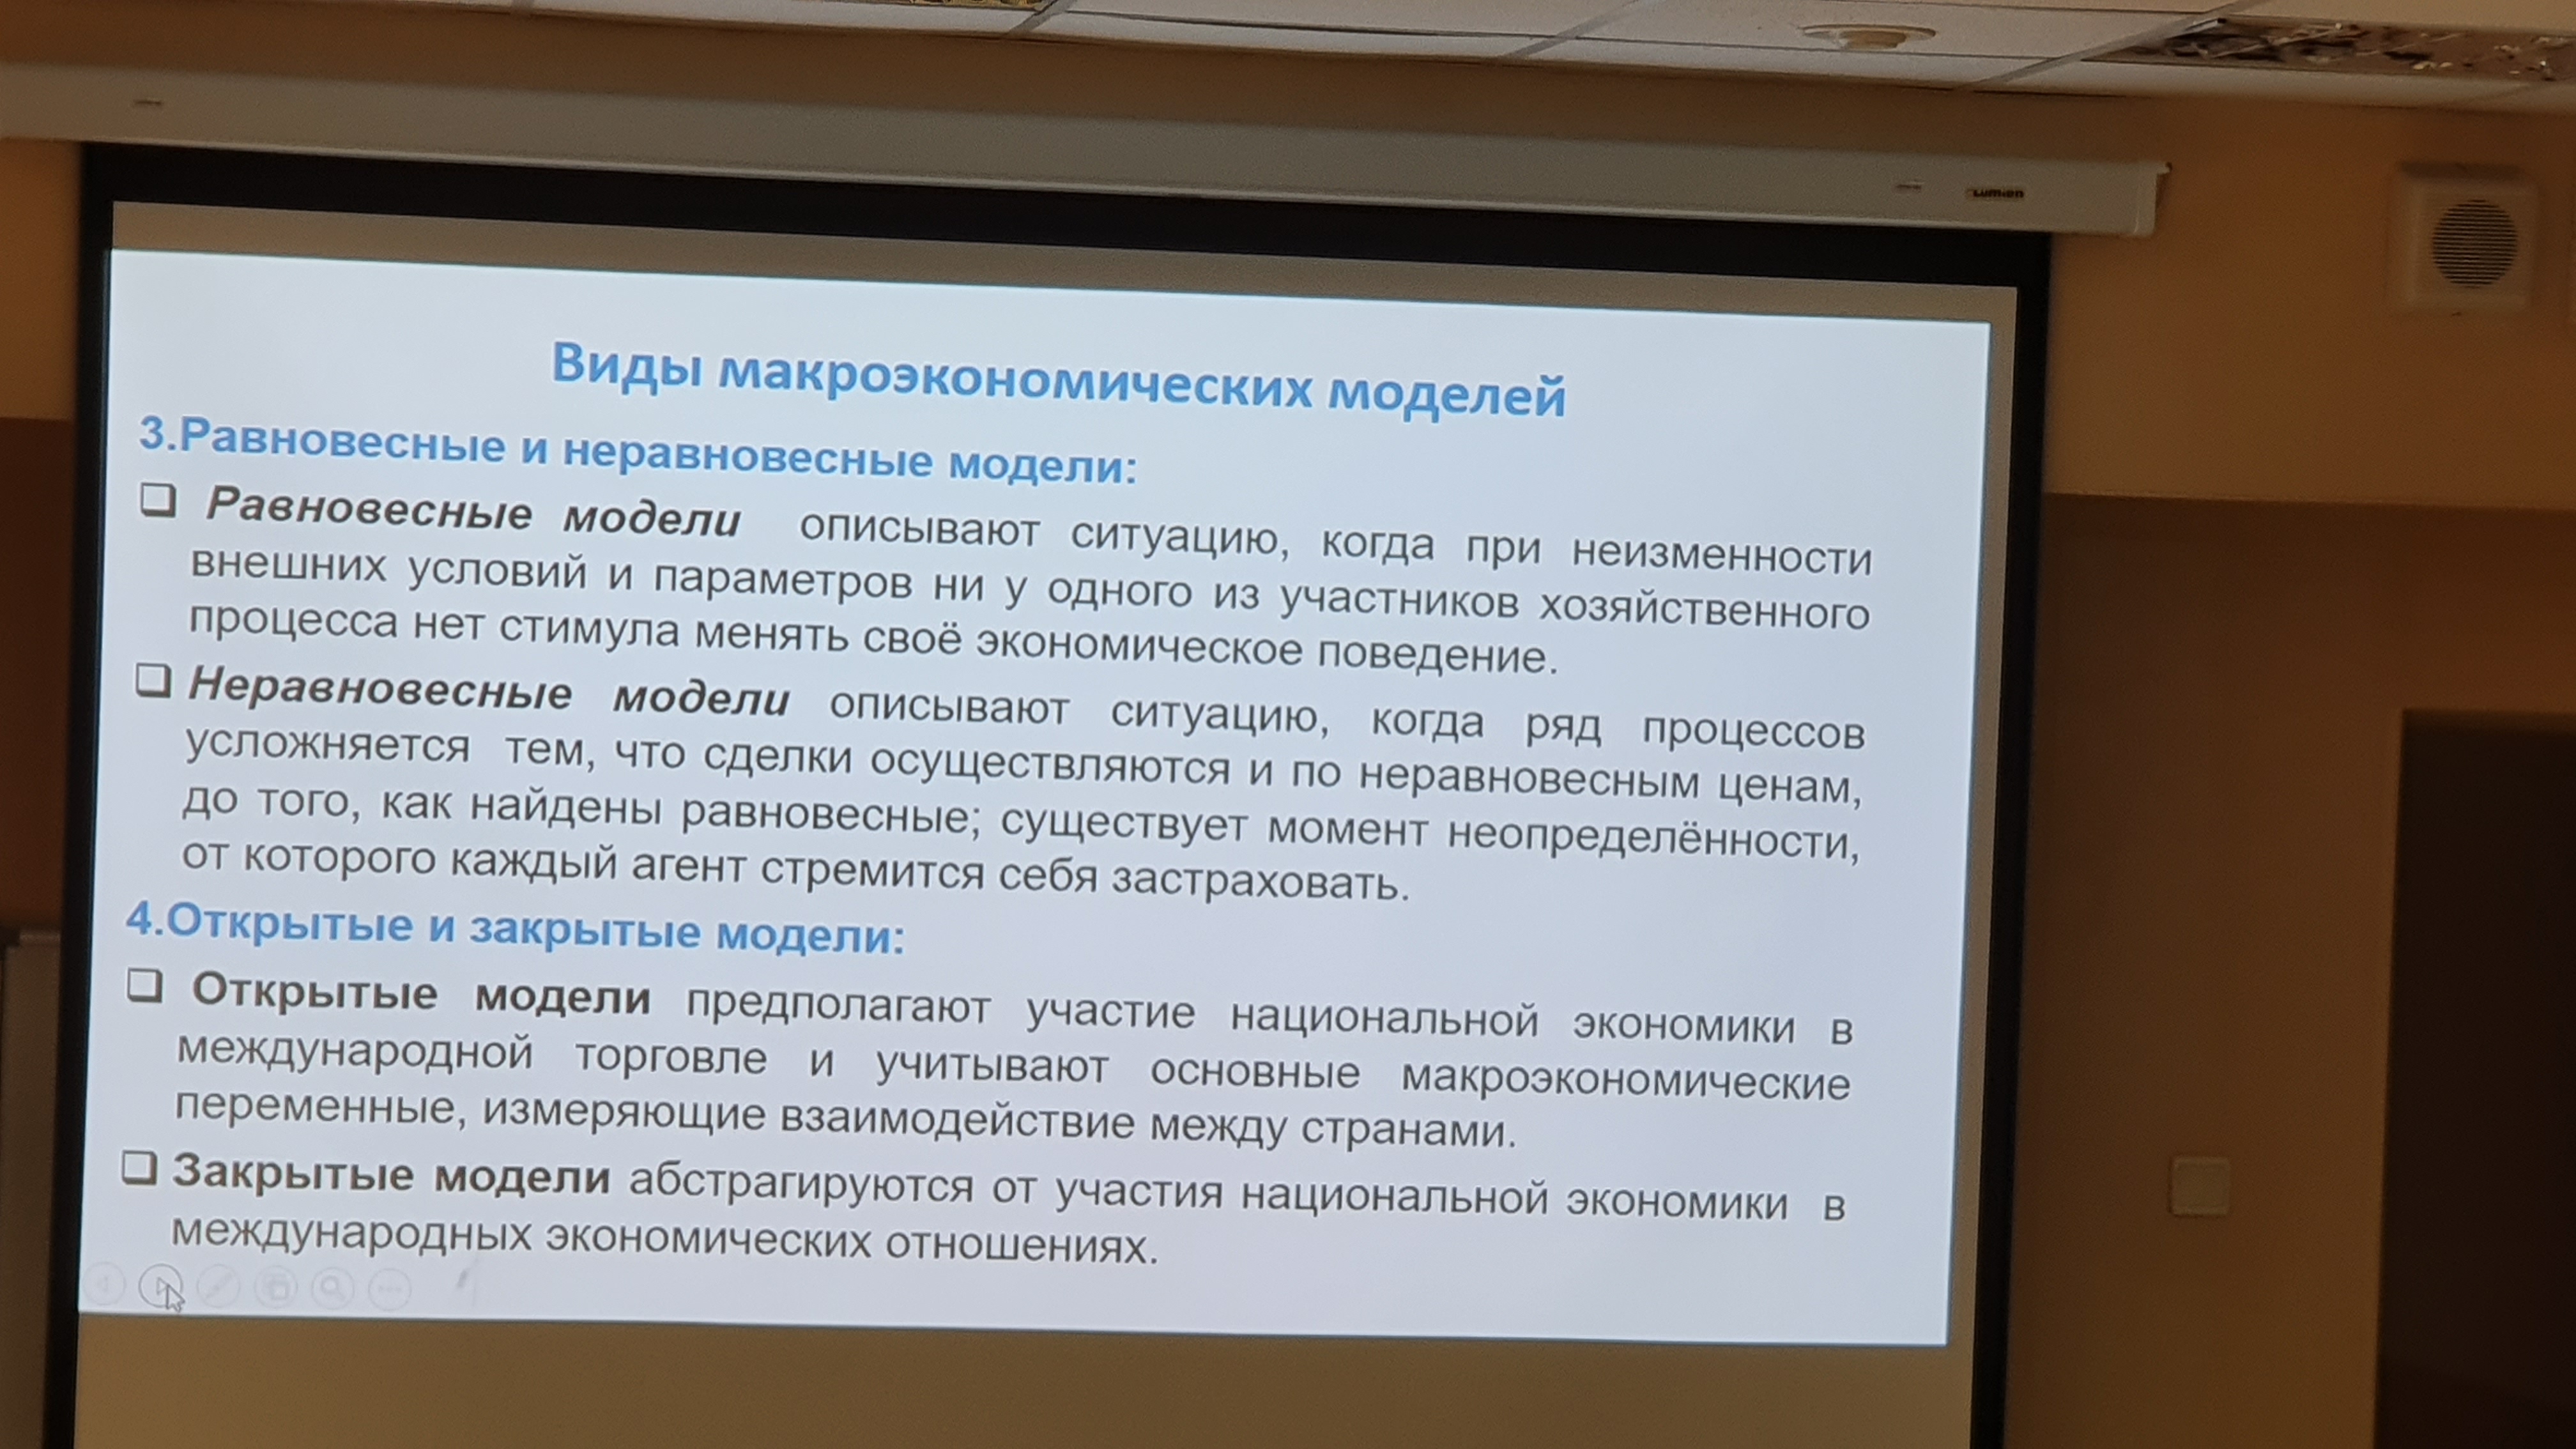 Lumien
Виды макроэкономических моделей
3.Равновесные и неравновесные модели:
❑ Равновесные модели описывают ситуацию, когда при неизменности
внешних условий и параметров ни у одного из участников хозяйственного
процесса нет стимула менять своё экономическое поведение.
❑ Неравновесные модели описывают ситуацию, когда ряд процессов
усложняется тем, что сделки осуществляются и по неравновесным ценам,
до того, как найдены равновесные; существует момент неопределённости,
от которого каждый агент стремится себя застраховать.
4.Открытые и закрытые модели:
❑ Открытые модели предполагают участие национальной экономики в
международной торговле и учитывают основные макроэкономические
переменные, измеряющие взаимодействие между странами.
❑ Закрытые модели абстрагируются от участия национальной экономики в
международных экономических отношениях.